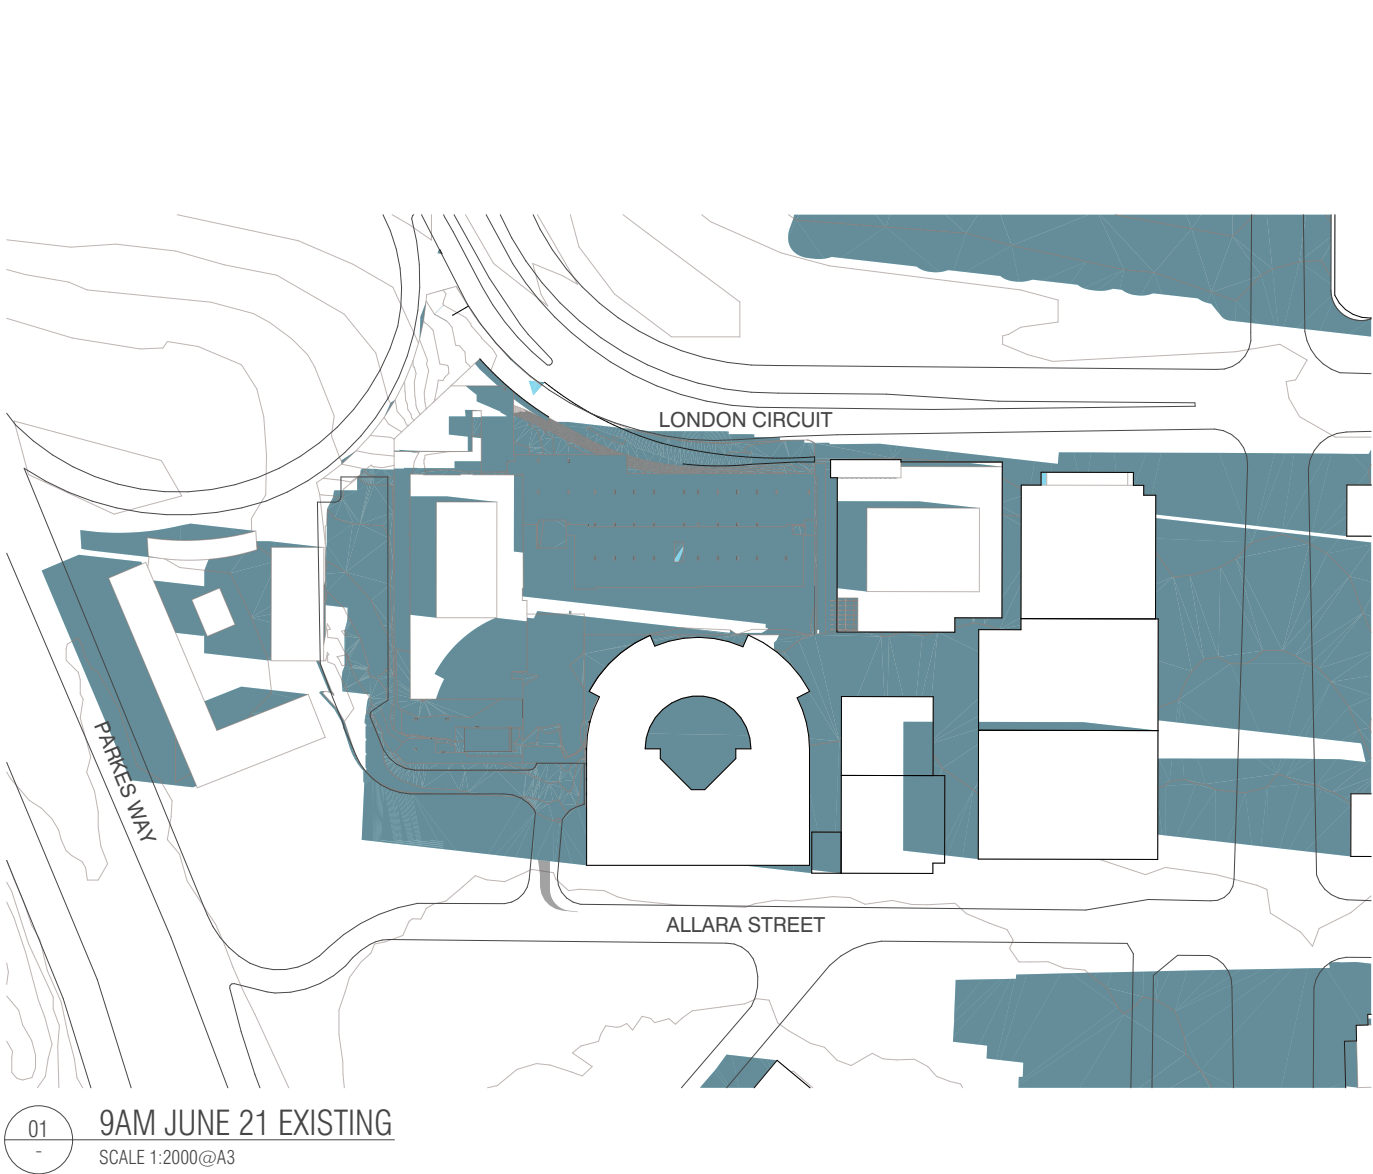 LONDON CIRCUIT
PARKES WAY
ALLARA STREET
01
-
9AM JUNE 21 EXISTING
SCALE 1:2000@A3